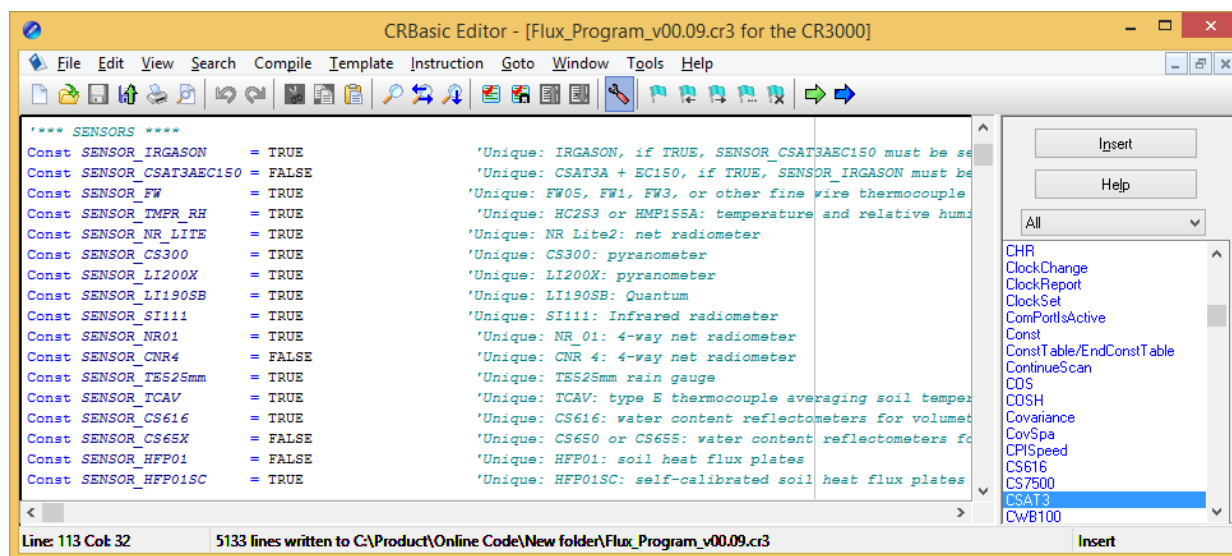 CRBasic Editor - [Flux_Program_v00.09.cr3 for the CR3000]
File Edit View Search Compile Template Instruction Goto Window Tools Help
'*** SENSORS ****
Const SENSOR_IRGASON = TRUE 'Unique: IRGASON, if TRUE, SENSOR_CSAT3AEC150 must be se
Const SENSOR_CSAT3AEC150 = FALSE 'Unique: CSAT3A + EC150, if TRUE, SENSOR_IRGASON must be
Const SENSOR_FW = TRUE 'Unique: FW05, FW1, FW3, or other fine wire thermocouple
Const SENSOR_TMPR_RH = TRUE 'Unique: HC2S3 or HMP155A: temperature and relative humi
Const SENSOR_NR_LITE = TRUE 'Unique: NR Lite2: net radiometer
Const SENSOR_CS300 = TRUE 'Unique: CS300: pyranometer
Const SENSOR_LI200X = TRUE 'Unique: LI200X: pyranometer
Const SENSOR_LI190SB = TRUE 'Unique: LI190SB: Quantum
Const SENSOR_SI111 = TRUE 'Unique: SI111: Infrared radiometer
Const SENSOR_NR01 = TRUE 'Unique: NR_01: 4-way net radiometer
Const SENSOR_CNR4 = FALSE 'Unique: CNR 4: 4-way net radiometer
Const SENSOR_TE525mm = TRUE 'Unique: TE525mm rain gauge
Const SENSOR_TCAV = TRUE 'Unique: TCAV: type E thermocouple averaging soil temper
Const SENSOR_CS616 = TRUE 'Unique: CS616: water content reflectometers for volumet
Const SENSOR_CS65X = FALSE 'Unique: CS650 or CS655: water content reflectometers fo
Const SENSOR_HFP01 = FALSE 'Unique: HFP01: soil heat flux plates
Const SENSOR_HFP01SC = TRUE 'Unique: HFP01SC: self-calibrated soil heat flux plates
Insert
Help
All
CHR
ClockChange
ClockReport
ClockSet
ComPortIsActive
Const
ConstTable/EndConstTable
ContinueScan
COS
COSH
Covariance
CovSpa
CPISpeed
CS616
CS7500
CSAT3
CWB100
Line: 113 Col: 32 5133 lines written to C:\Product\Online Code\New folder\Flux_Program_v00.09.cr3 Insert